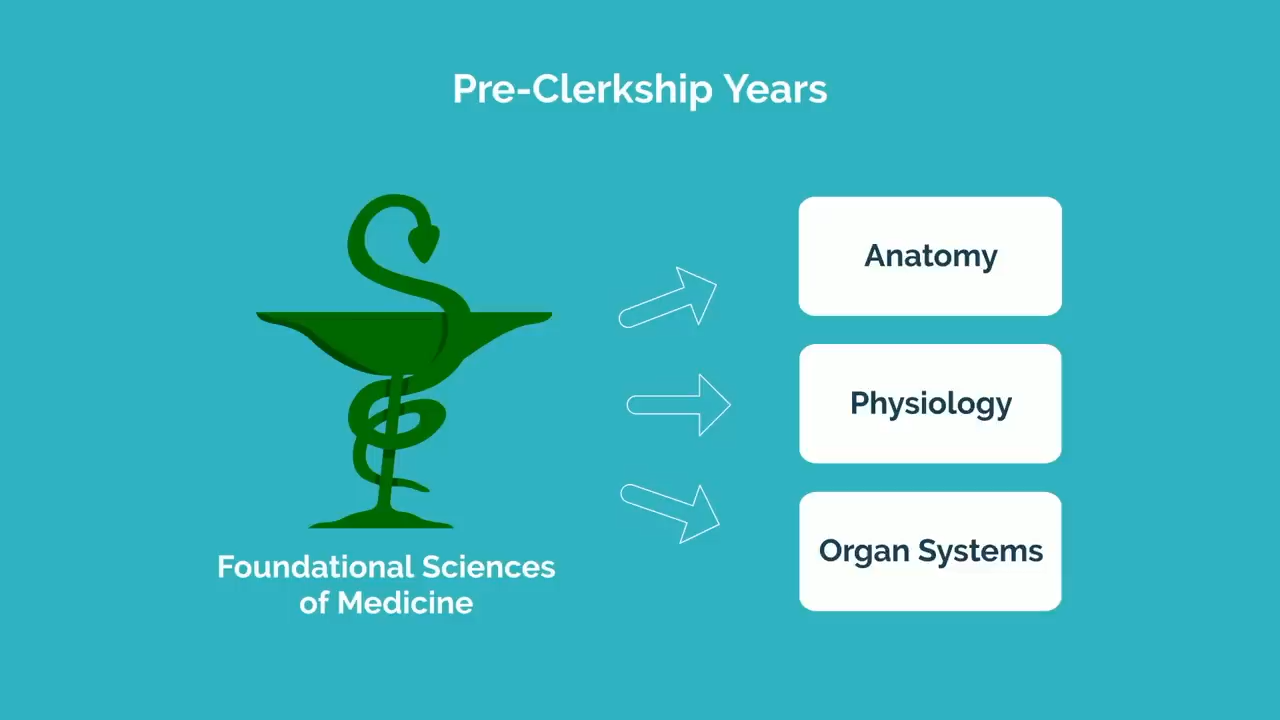 Pre-Clerkship Years
Anatomy
Physiology
Organ Systems
Foundational Sciences
of Medicine